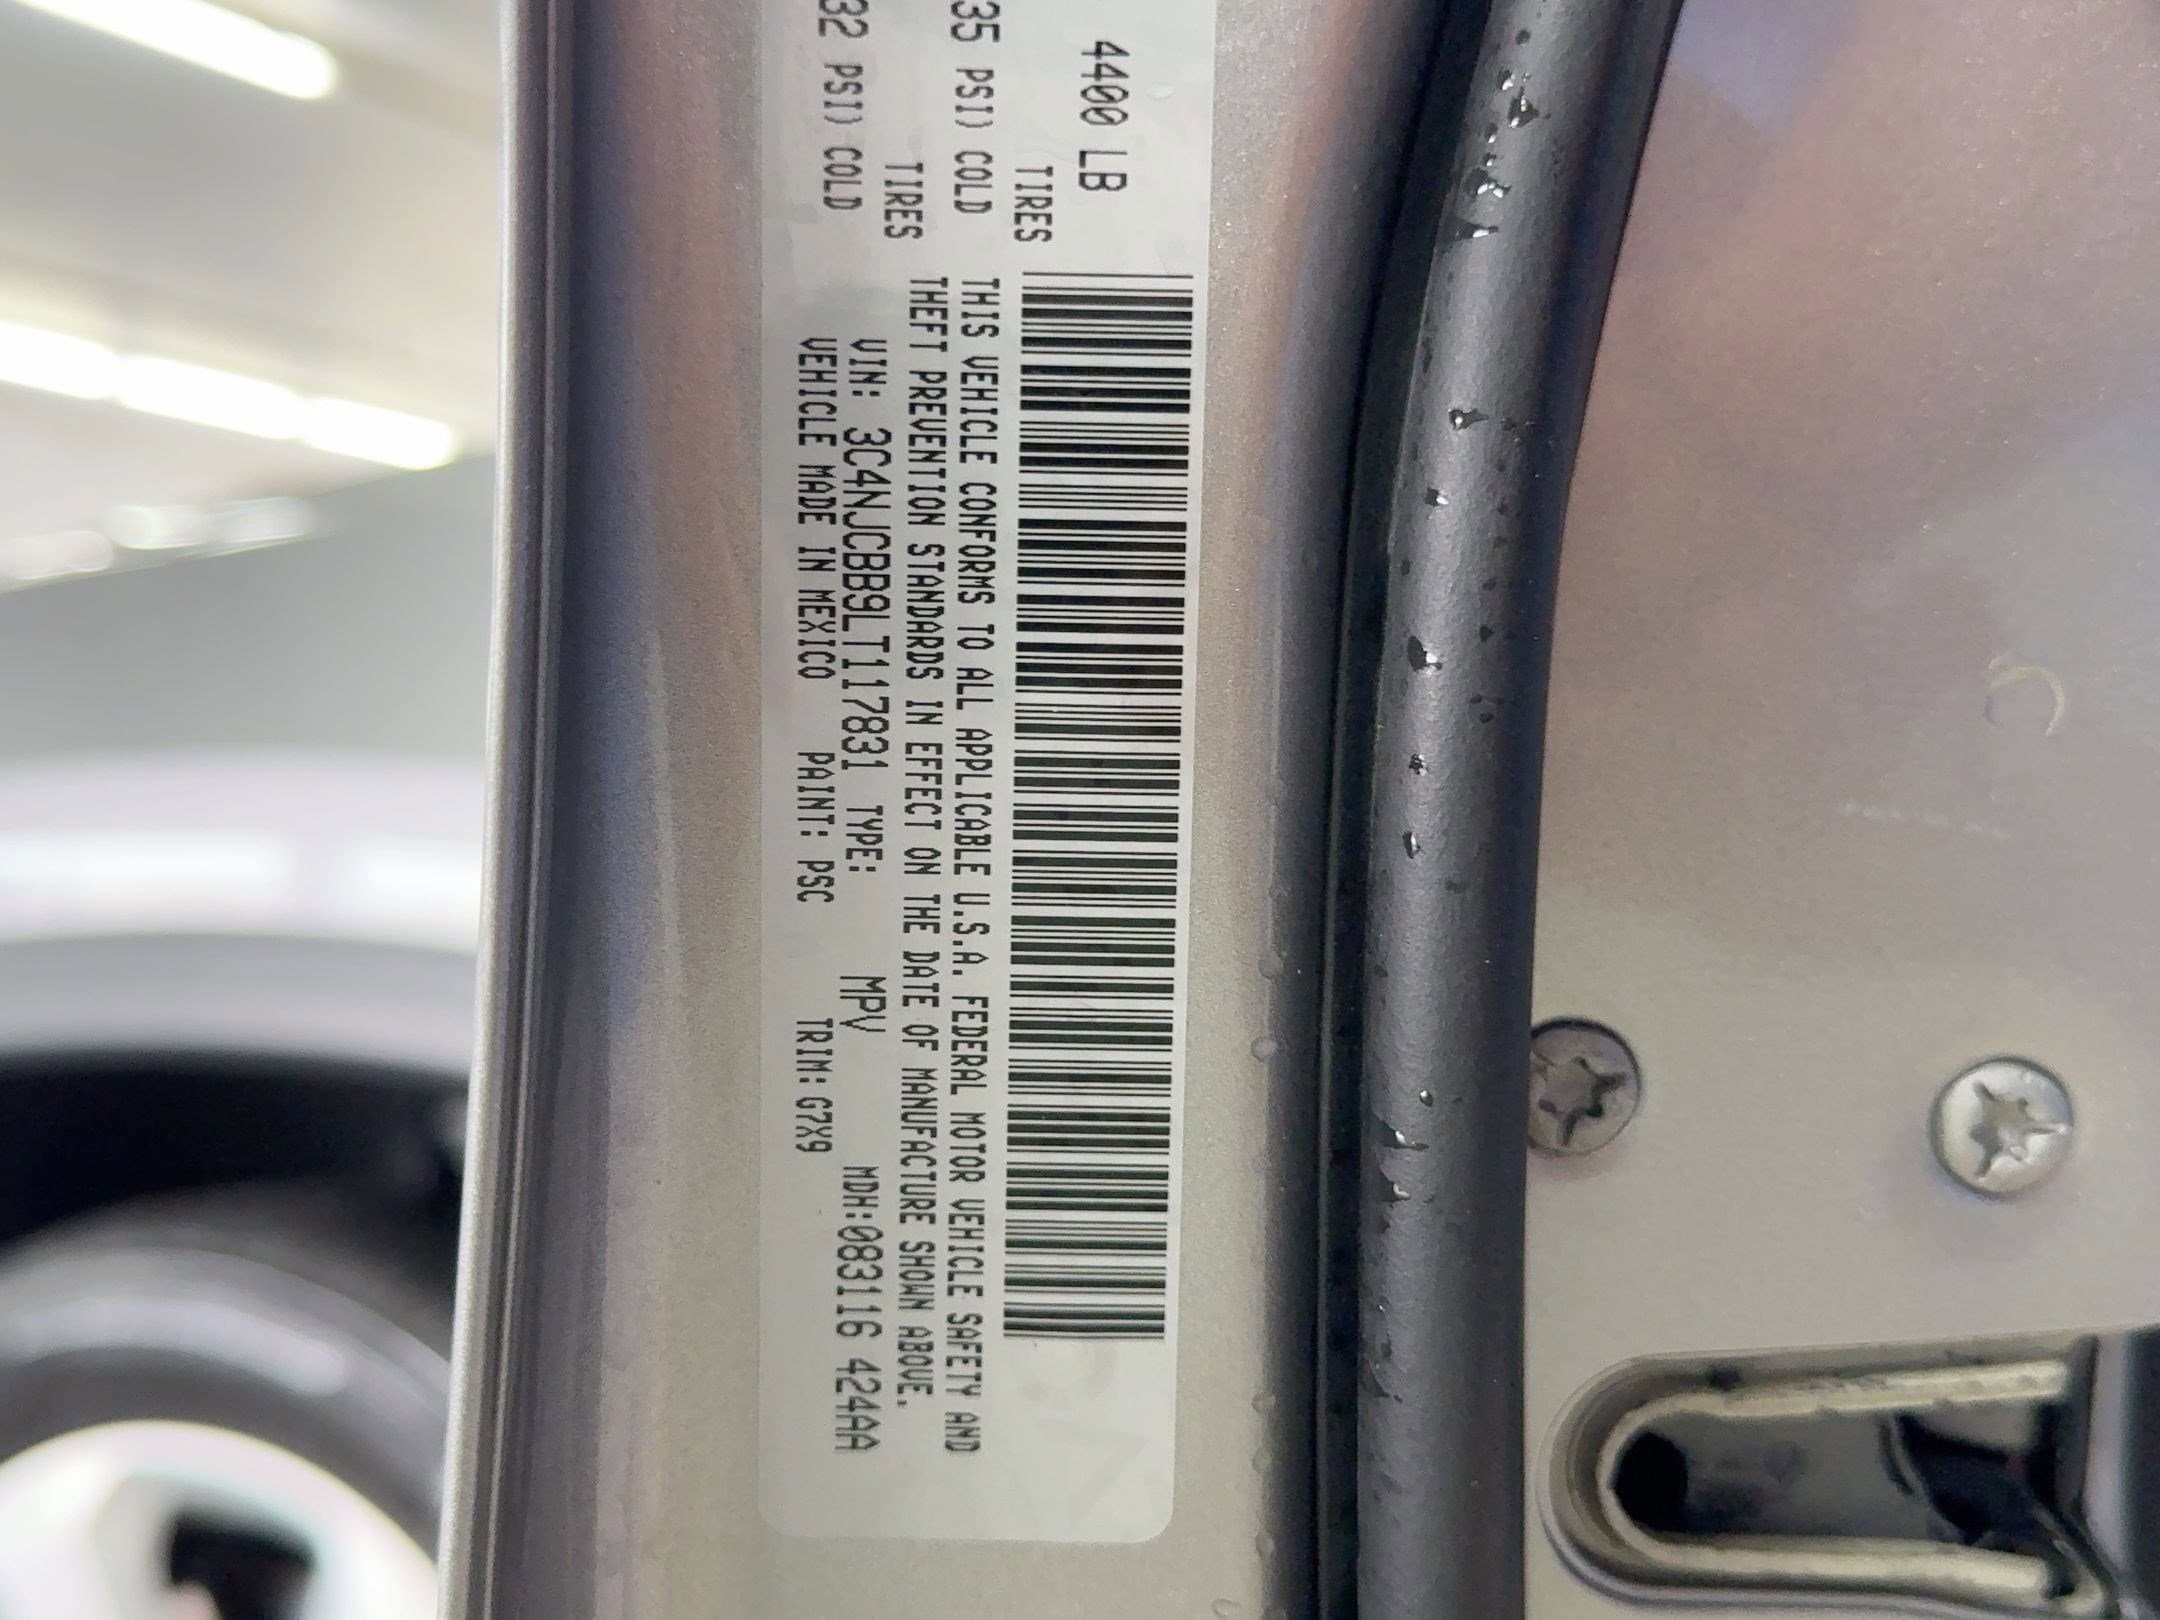 4400 LB
TIRES
35 PSI) COLD
TIRES
32 PSI) COLD
THIS VEHICLE CONFORMS TO ALL APPLICABLE U.S.A. FEDERAL MOTOR VEHICLE SAFETY AND
THEFT PREVENTION STANDARDS IN EFFECT ON THE DATE OF MANUFACTURE SHOWN ABOVE.
VIN: 3C4NJCBB9LT117831 TYPE: MPV MDH:083116 424AA
VEHICLE MADE IN MEXICO PAINT: PSC TRIM: G7X9